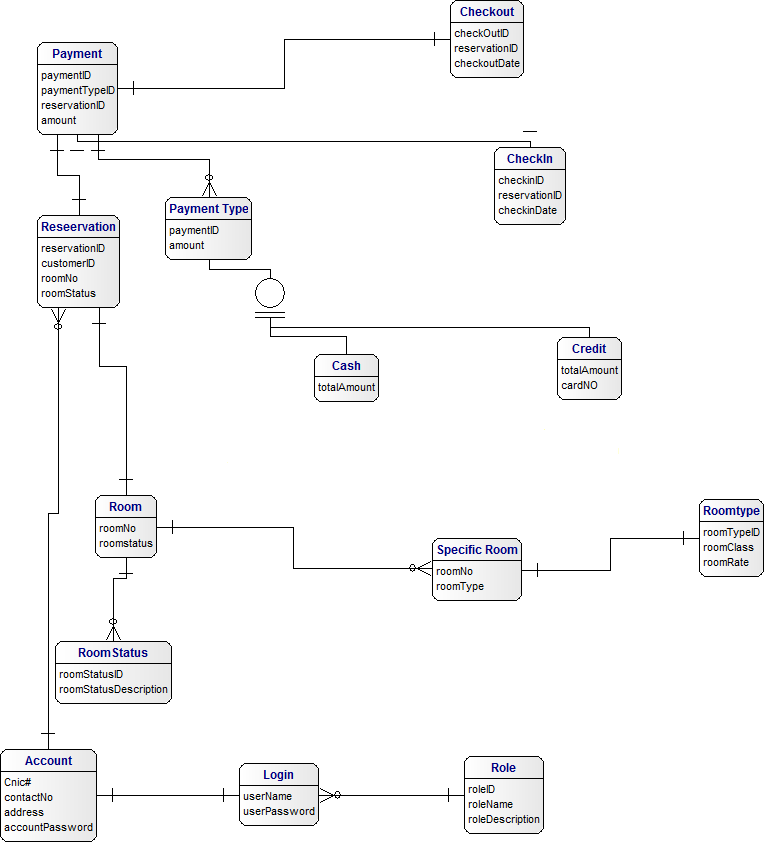 Checkout
checkOutID
reservationID
checkoutDate
Payment
paymentID
paymentTypeID
reservationID
amount
CheckIn
checkinID
reservationID
checkinDate
Payment Type
paymentID
amount
Reseervation
reservationID
customerID
roomNo
roomStatus
Cash
totalAmount
Credit
totalAmount
cardNO
Room
roomNo
roomstatus
Specific Room
roomNo
roomType
Roomtype
roomTypeID
roomClass
roomRate
RoomStatus
roomStatusID
roomStatusDescription
Account
Cnic#
contactNo
address
accountPassword
Login
userName
userPassword
Role
roleID
roleName
roleDescription